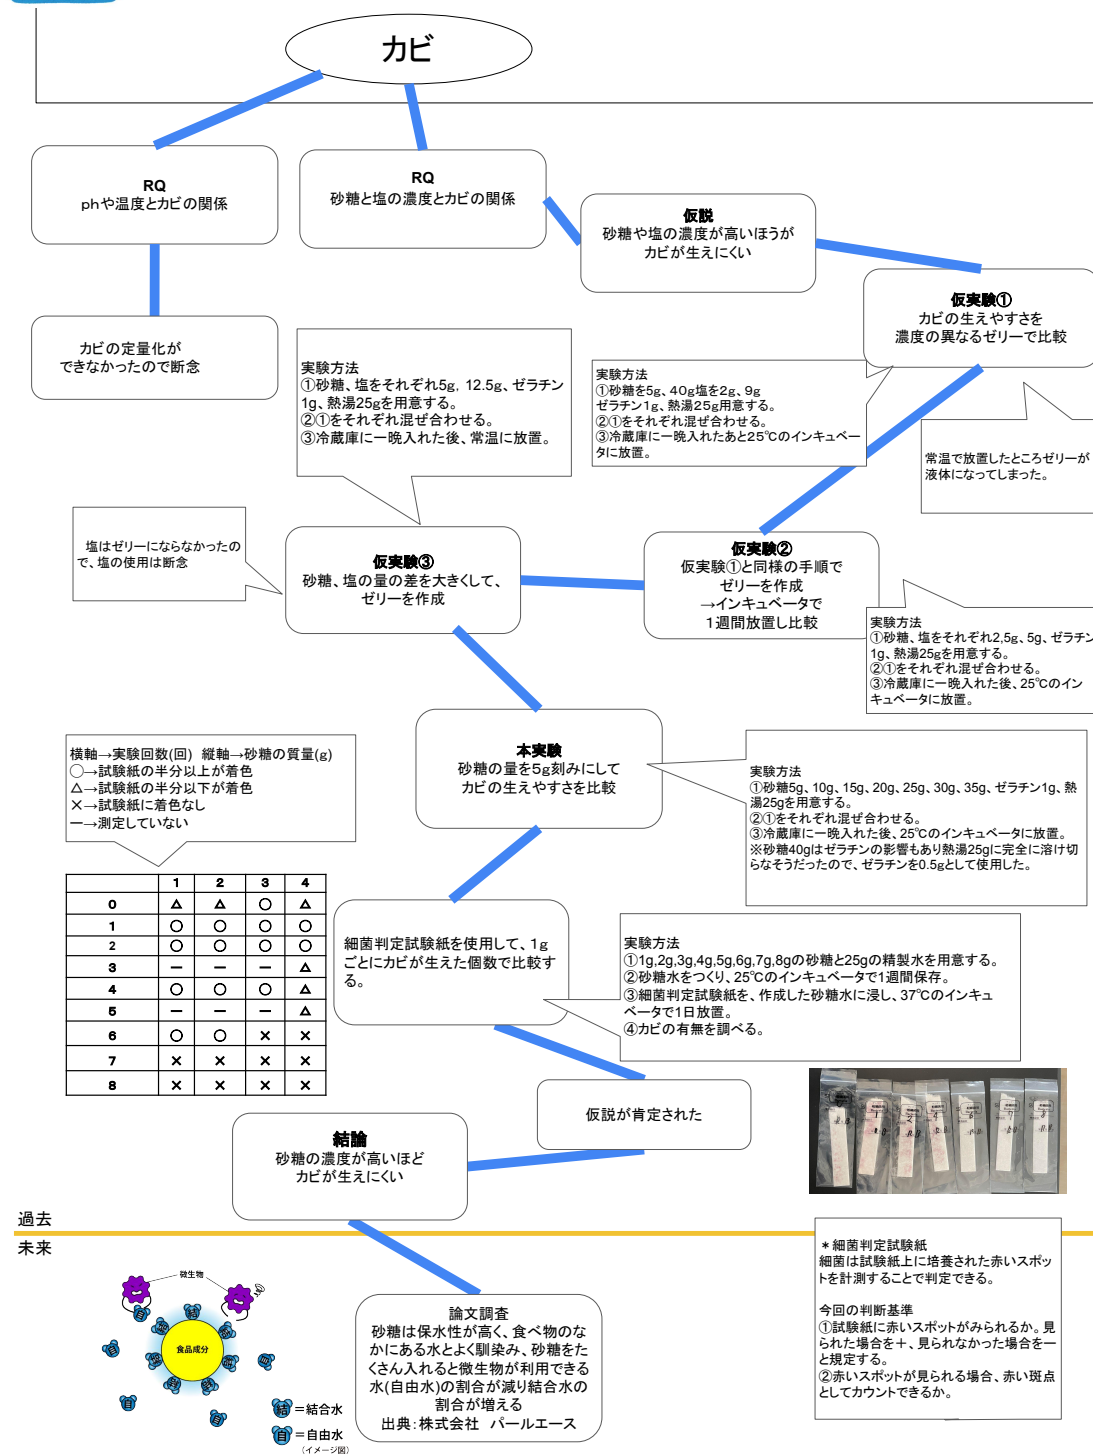 カビ
RQ
phや温度とカビの関係
RQ
砂糖と塩の濃度とカビの関係
仮説
砂糖や塩の濃度が高いほうが
カビが生えにくい
仮実験①
カビの生えやすさを
濃度の異なるゼリーで比較
カビの定量化が
できなかったので断念
実験方法
①砂糖、塩をそれぞれ5g, 12.5g、ゼラチン
1g、熱湯25gを用意する。
②①をそれぞれ混ぜ合わせる。
③冷蔵庫に一晩入れた後、常温に放置。
実験方法
①砂糖を5g、40g塩を2g、9g
ゼラチン1g、熱湯25g用意する。
②①をそれぞれ混ぜ合わせる。
③冷蔵庫に一晩入れたあと25℃のインキュベー
タに放置。
常温で放置したところゼリーが
液体になってしまった。
塩はゼリーにならなかったの
で、塩の使用は断念
仮実験③
砂糖、塩の量の差を大きくして、
ゼリーを作成
仮実験②
仮実験①と同様の手順で
ゼリーを作成
→インキュベータで
1週間放置し比較
実験方法
①砂糖、塩をそれぞれ2,5g、5g、ゼラチン
1g、熱湯25gを用意する。
②①をそれぞれ混ぜ合わせる。
③冷蔵庫に一晩入れた後、25℃のイン
キュベータに放置。
本実験
砂糖の量を5g刻みにして
カビの生えやすさを比較
横軸→実験回数(回) 縦軸→砂糖の質量(g)
○→試験紙の半分以上が着色
△→試験紙の半分以下が着色
×→試験紙に着色なし
ー→測定していない
実験方法
①砂糖5g、10g、15g、20g、25g、30g、35g、ゼラチン1g、熱
湯25gを用意する。
②①をそれぞれ混ぜ合わせる。
③冷蔵庫に一晩入れた後、25℃のインキュベータに放置。
※砂糖40gはゼラチンの影響もあり熱湯25gに完全に溶け切
らなそうだったので、ゼラチンを0.5gとして使用した。
1 2 3 4
0 △ △ ○ △
1 ○ ○ ○ ○
2 ○ ○ ○ ○
3 ー ー ー △
4 ○ ○ ○ △
5 ー ー ー △
6 ○ ○ × ×
7 × × × ×
8 × × × ×
細菌判定試験紙を使用して、1g
ごとにカビが生えた個数で比較す
る。
実験方法
①1g,2g,3g,4g,5g,6g,7g,8gの砂糖と25gの精製水を用意する。
②砂糖水をつくり、25℃のインキュベータで1週間保存。
③細菌判定試験紙を、作成した砂糖水に浸し、37℃のインキュ
ベータで1日放置。
④カビの有無を調べる。
仮説が肯定された
結論
砂糖の濃度が高いほど
カビが生えにくい
過去
未来
＊細菌判定試験紙
細菌は試験紙上に培養された赤いスポッ
トを計測することで判定できる。
今回の判断基準
①試験紙に赤いスポットがみられるか。見
られた場合を＋、見られなかった場合を－
と規定する。
②赤いスポットが見られる場合、赤い斑点
としてカウントできるか。
微生物
食品成分
結
自
結=結合水
自=自由水
(イメージ図)
論文調査
砂糖は保水性が高く、食べ物のな
かにある水とよく馴染み、砂糖をた
くさん入れると微生物が利用できる
水(自由水)の割合が減り結合水の
割合が増える
出典：株式会社 パールエース